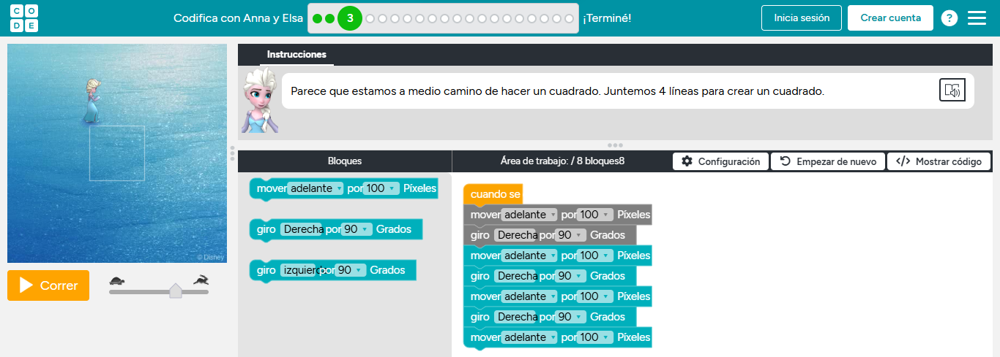 C O
D E
Codifica con Anna y Elsa
3
¡Terminé!
Inicia sesión
Crear cuenta
?
Instrucciones
Parece que estamos a medio camino de hacer un cuadrado. Juntemos 4 líneas para crear un cuadrado.
Bloques
Área de trabajo: / 8 bloques8
Configuración
Empezar de nuevo
</> Mostrar código
mover adelante por 100 Píxeles
giro Derecha por 90 Grados
giro izquierda por 90 Grados
cuando se
mover adelante por 100 Píxeles
giro Derecha por 90 Grados
mover adelante por 100 Píxeles
giro Derecha por 90 Grados
mover adelante por 100 Píxeles
giro Derecha por 90 Grados
mover adelante por 100 Píxeles
© Disney
Correr